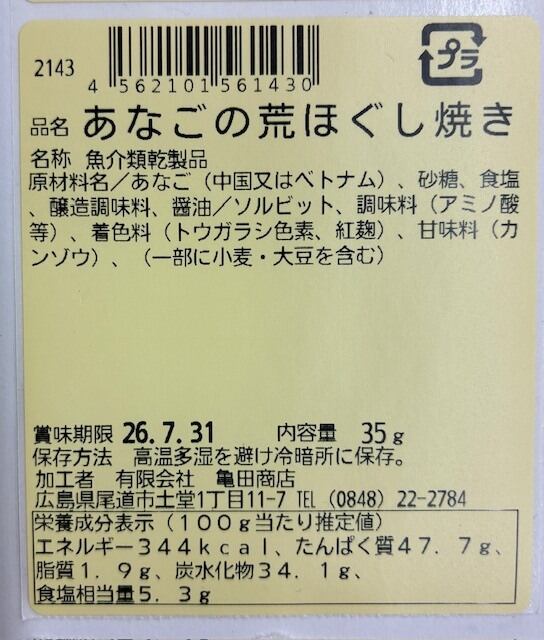 2143
4 562101 561430
プラ
品名 あなごの荒ほぐし焼き
名称 魚介類乾製品
原材料名／あなご（中国又はベトナム）、砂糖、食塩
、醸造調味料、醤油／ソルビット、調味料（アミノ酸
等）、着色料（トウガラシ色素、紅麹）、甘味料（カ
ンゾウ）、（一部に小麦・大豆を含む）
賞味期限 26.7.31 内容量 35g
保存方法 高温多湿を避け冷暗所に保存。
加工者 有限会社 亀田商店
広島県尾道市土堂1丁目11-7 TEL（0848）22-2784
栄養成分表示（１００ｇ当たり推定値）
エネルギー３４４ｋｃａｌ、たんぱく質４７．７ｇ、
脂質１．９ｇ、炭水化物３４．１ｇ、
食塩相当量５．３ｇ